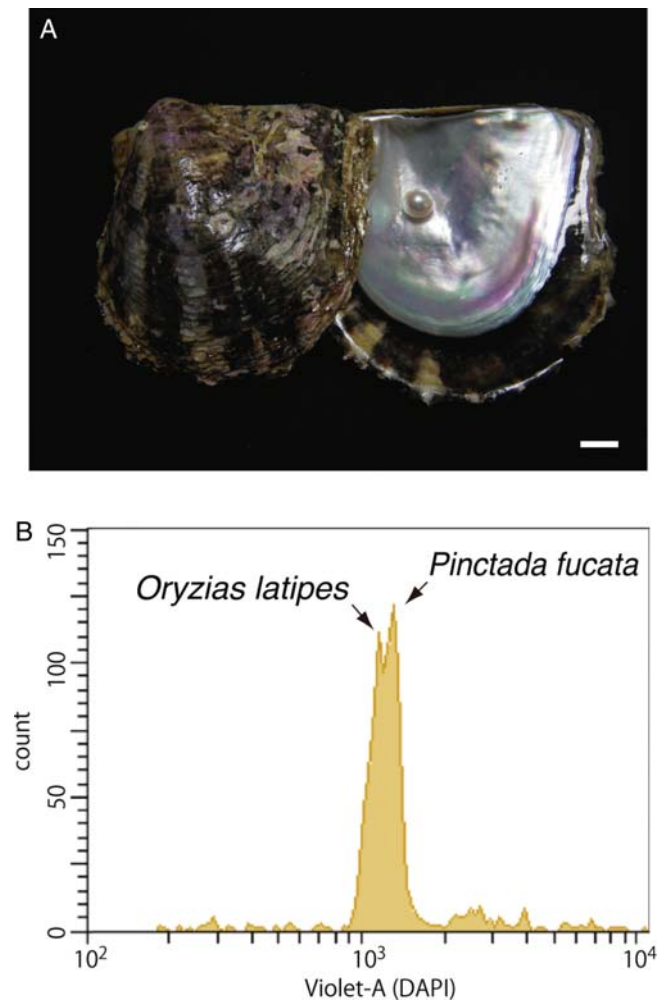 A
B
150
100
50
0
count
Oryzias latipes
Pinctada fucata
10²
10³
10⁴
Violet-A (DAPI)